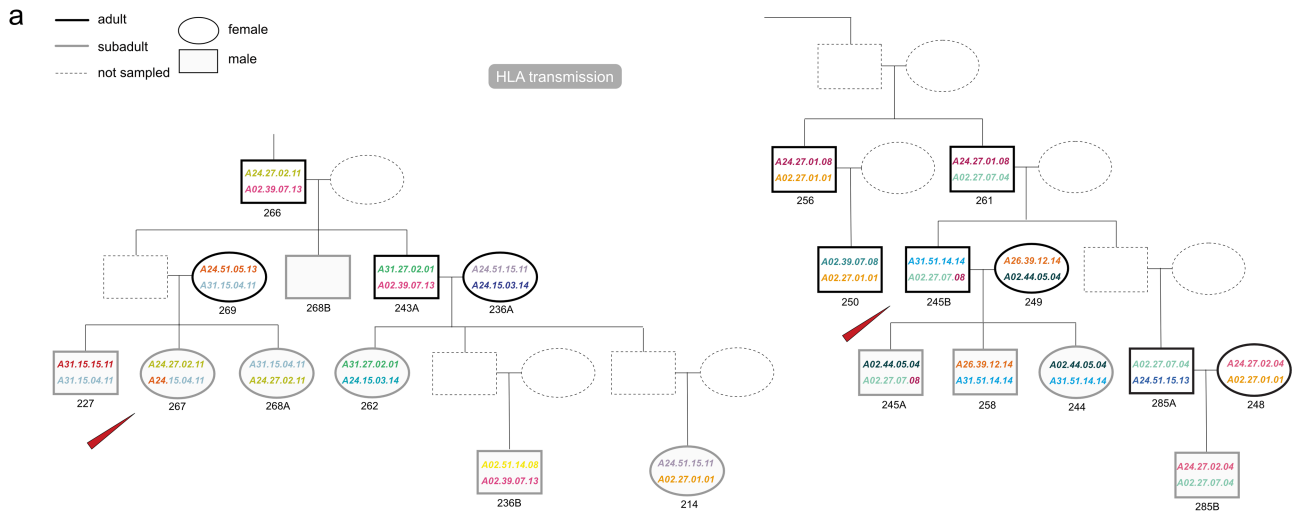 a
adult
subadult
not sampled
female
male
HLA transmission
A24.27.02.11
A02.39.07.13
266
A24.51.05.13
A31.15.04.11
269
268B
A31.27.02.01
A02.39.07.13
243A
A24.51.15.11
A24.15.03.14
236A
A31.15.15.11
A31.15.04.11
227
A24.27.02.11
A24.15.04.11
267
A31.15.04.11
A24.27.02.11
268A
A31.27.02.01
A24.15.03.14
262
A02.51.14.08
A02.39.07.13
236B
A24.51.15.11
A02.27.01.01
214
A24.27.01.08
A02.27.01.01
256
A24.27.01.08
A02.27.07.04
261
A02.39.07.08
A02.27.01.01
250
A31.51.14.14
A02.27.07.08
245B
A26.39.12.14
A02.44.05.04
249
A02.44.05.04
A02.27.07.08
245A
A26.39.12.14
A31.51.14.14
258
A02.44.05.04
A31.51.14.14
244
A02.27.07.04
A24.51.15.13
285A
A24.27.02.04
A02.27.01.01
248
A24.27.02.04
A02.27.07.04
285B